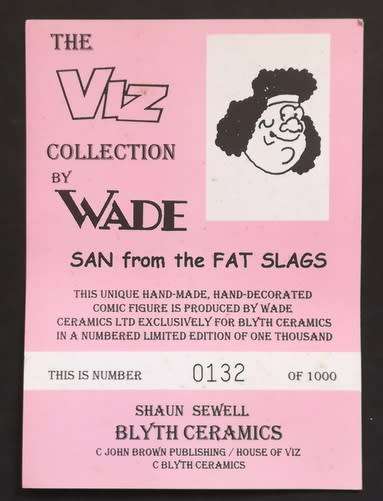 THE
VIZ
COLLECTION
BY
WADE
SAN from the FAT SLAGS
THIS UNIQUE HAND-MADE, HAND-DECORATED
COMIC FIGURE IS PRODUCED BY WADE
CERAMICS LTD EXCLUSIVELY FOR BLYTH CERAMICS
IN A NUMBERED LIMITED EDITION OF ONE THOUSAND
THIS IS NUMBER 0132 OF 1000
SHAUN SEWELL
BLYTH CERAMICS
C JOHN BROWN PUBLISHING / HOUSE OF VIZ
C BLYTH CERAMICS